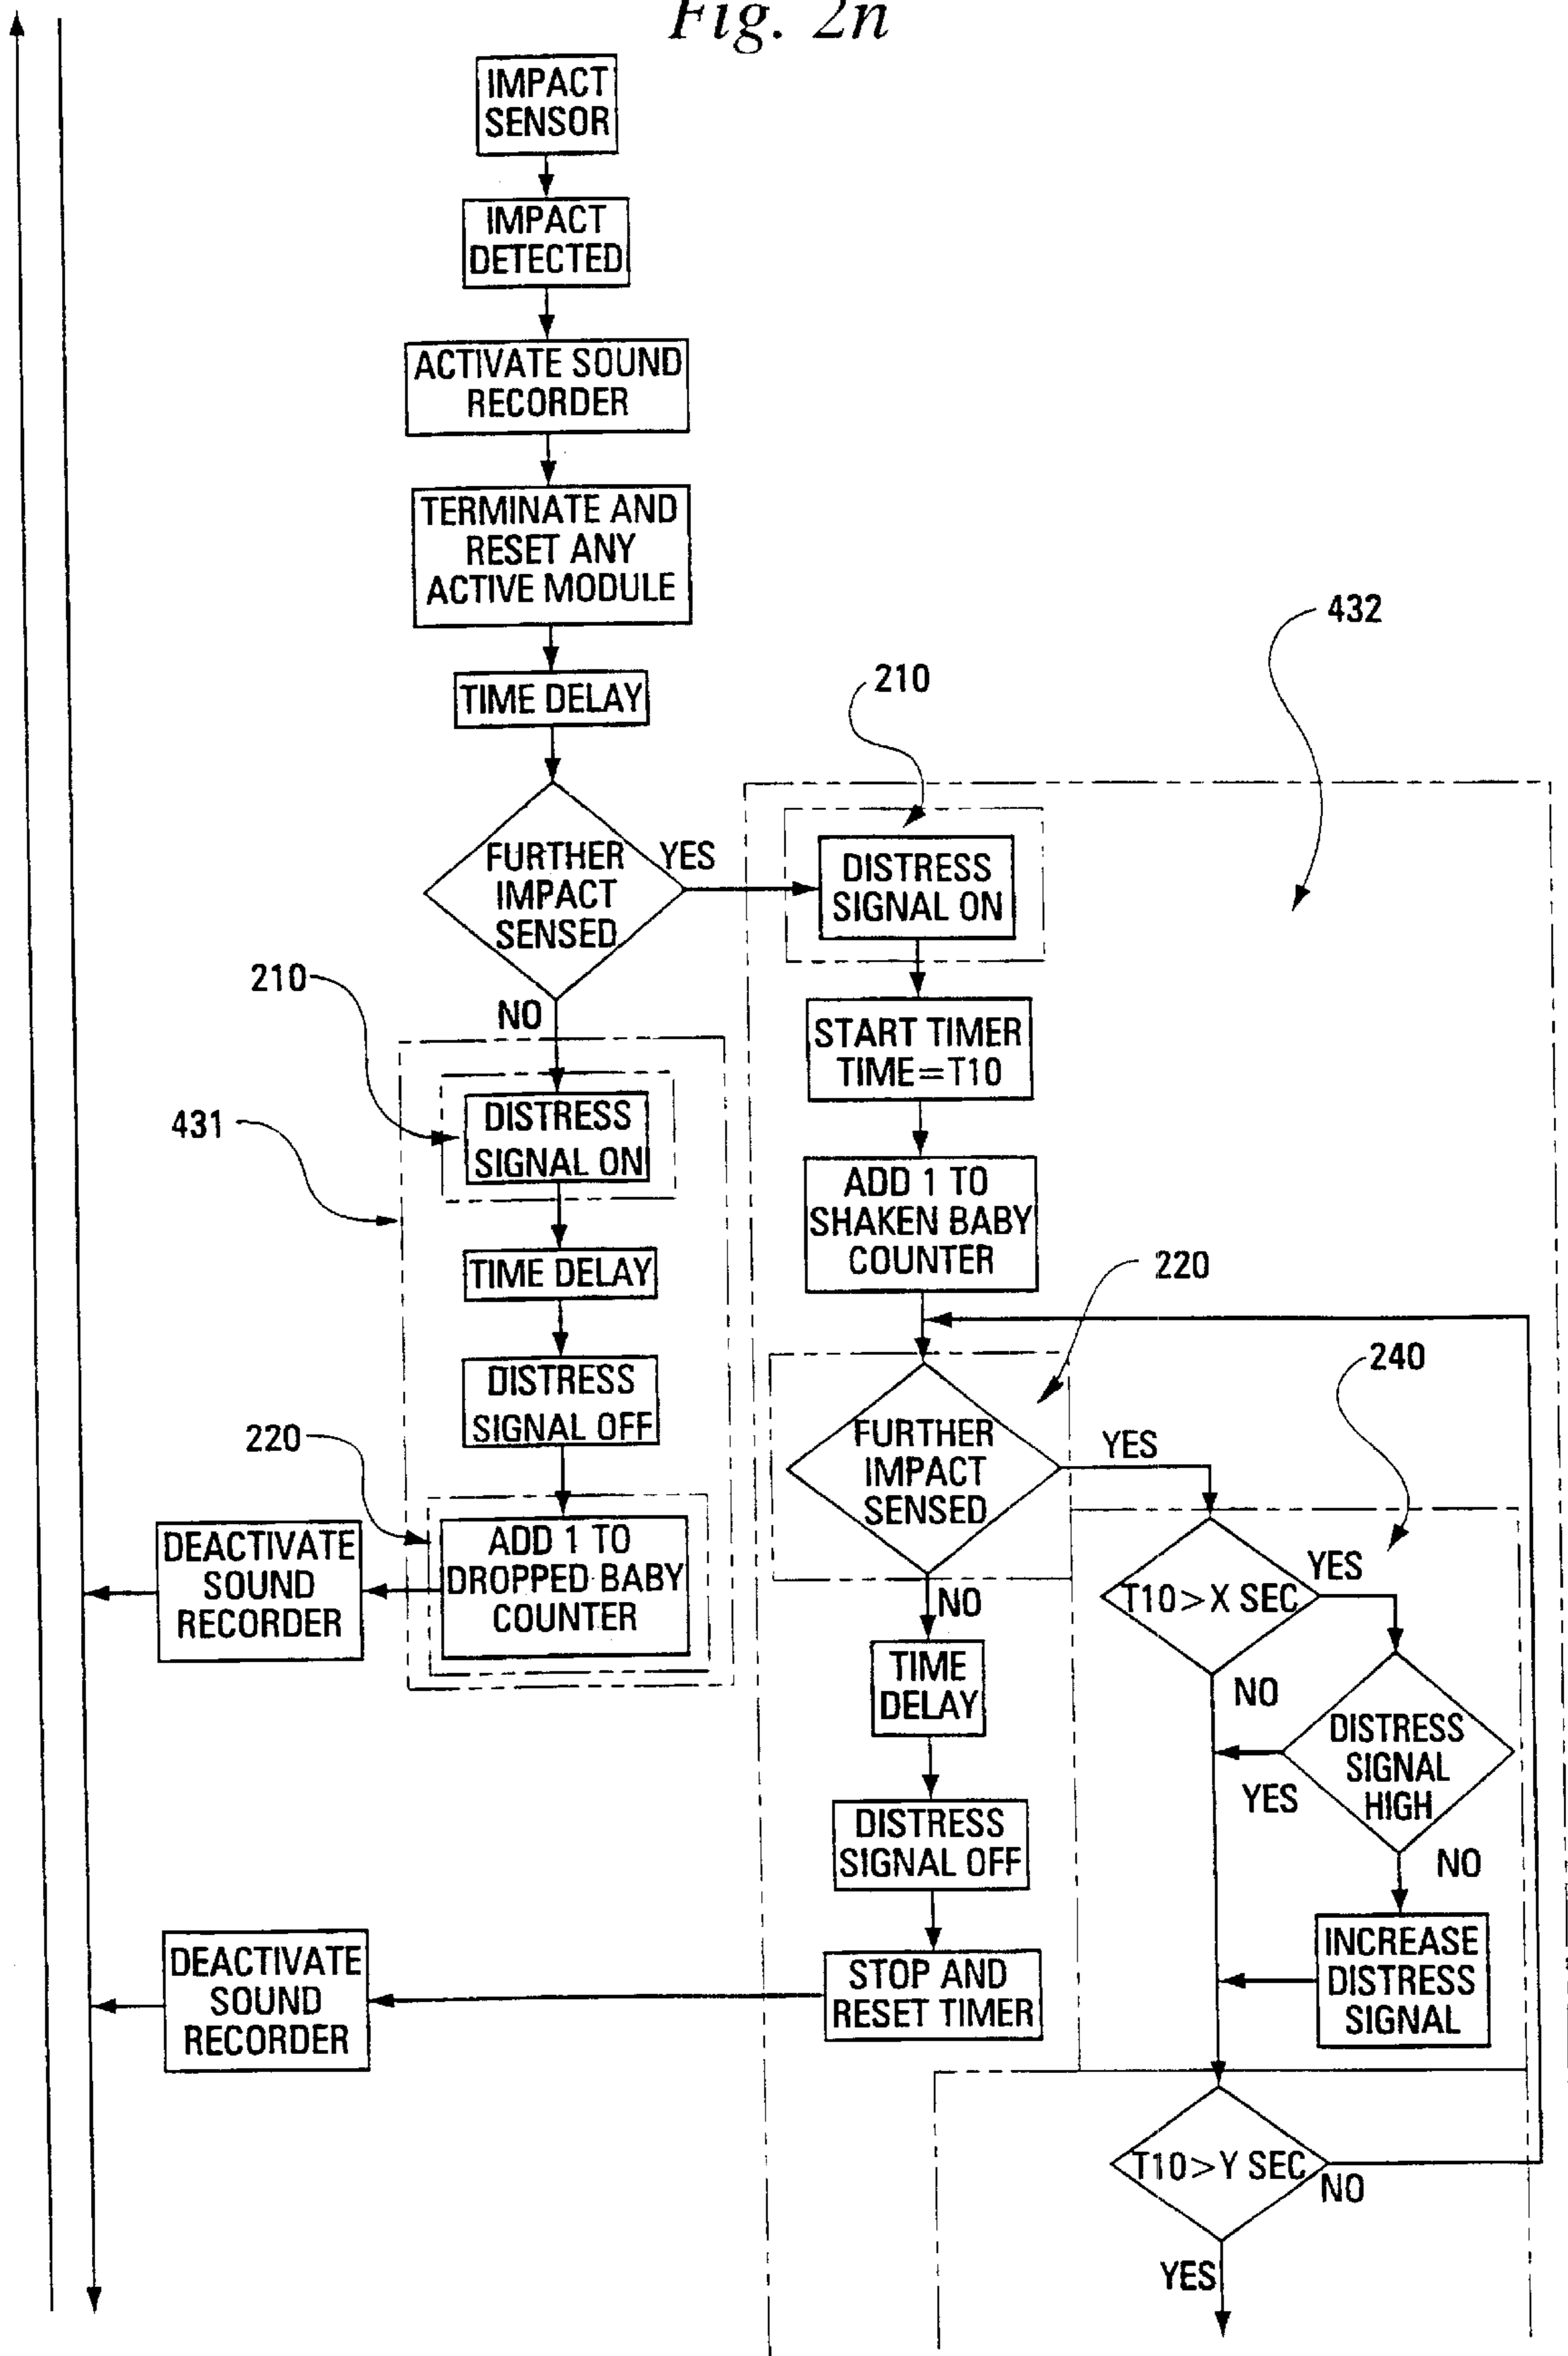 Fig. 2n
IMPACT
SENSOR
IMPACT
DETECTED
ACTIVATE SOUND
RECORDER
TERMINATE AND
RESET ANY
ACTIVE MODULE
TIME DELAY
432
210
FURTHER
IMPACT
SENSED
YES
DISTRESS
SIGNAL ON
NO
210
START TIMER
TIME=T10
431
DISTRESS
SIGNAL ON
ADD 1 TO
SHAKEN BABY
COUNTER
TIME DELAY
220
240
DISTRESS
SIGNAL OFF
220
FURTHER
IMPACT
SENSED
YES
DEACTIVATE
SOUND
RECORDER
ADD 1 TO
DROPPED BABY
COUNTER
NO
T10>X SEC
YES
NO
TIME
DELAY
DISTRESS
SIGNAL
HIGH
YES
NO
DISTRESS
SIGNAL OFF
INCREASE
DISTRESS
SIGNAL
DEACTIVATE
SOUND
RECORDER
STOP AND
RESET TIMER
T10>Y SEC
NO
YES